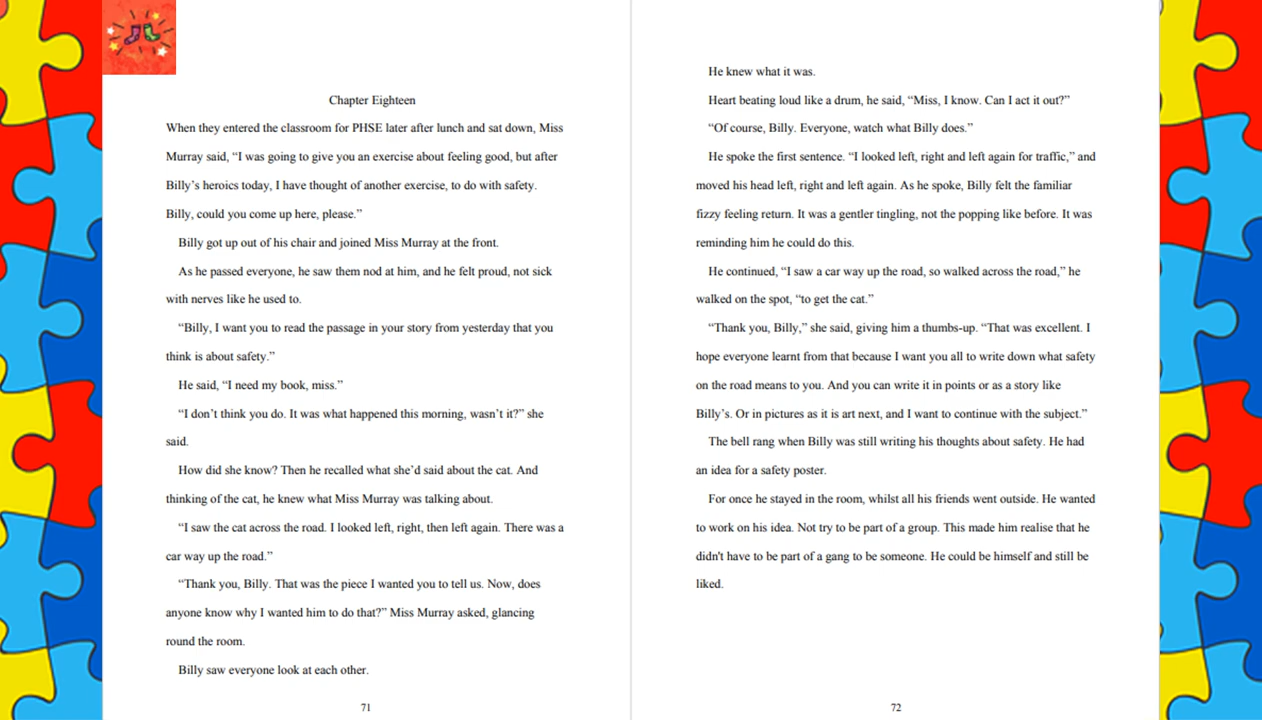 Chapter Eighteen
When they entered the classroom for PHSE later after lunch and sat down, Miss
Murray said, “I was going to give you an exercise about feeling good, but after
Billy’s heroics today, I have thought of another exercise, to do with safety.
Billy, could you come up here, please.”
Billy got up out of his chair and joined Miss Murray at the front.
As he passed everyone, he saw them nod at him, and he felt proud, not sick
with nerves like he used to.
“Billy, I want you to read the passage in your story from yesterday that you
think is about safety.”
He said, “I need my book, miss.”
“I don’t think you do. It was what happened this morning, wasn’t it?” she
said.
How did she know? Then he recalled what she’d said about the cat. And
thinking of the cat, he knew what Miss Murray was talking about.
“I saw the cat across the road. I looked left, right, then left again. There was a
car way up the road.”
“Thank you, Billy. That was the piece I wanted you to tell us. Now, does
anyone know why I wanted him to do that?” Miss Murray asked, glancing
round the room.
Billy saw everyone look at each other.
71
He knew what it was.
Heart beating loud like a drum, he said, “Miss, I know. Can I act it out?”
“Of course, Billy. Everyone, watch what Billy does.”
He spoke the first sentence. “I looked left, right and left again for traffic,” and
moved his head left, right and left again. As he spoke, Billy felt the familiar
fizzy feeling return. It was a gentler tingling, not the popping like before. It was
reminding him he could do this.
He continued, “I saw a car way up the road, so walked across the road,” he
walked on the spot, “to get the cat.”
“Thank you, Billy,” she said, giving him a thumbs-up. “That was excellent. I
hope everyone learnt from that because I want you all to write down what safety
on the road means to you. And you can write it in points or as a story like
Billy’s. Or in pictures as it is art next, and I want to continue with the subject.”
The bell rang when Billy was still writing his thoughts about safety. He had
an idea for a safety poster.
For once he stayed in the room, whilst all his friends went outside. He wanted
to work on his idea. Not try to be part of a group. This made him realise that he
didn't have to be part of a gang to be someone. He could be himself and still be
liked.
72